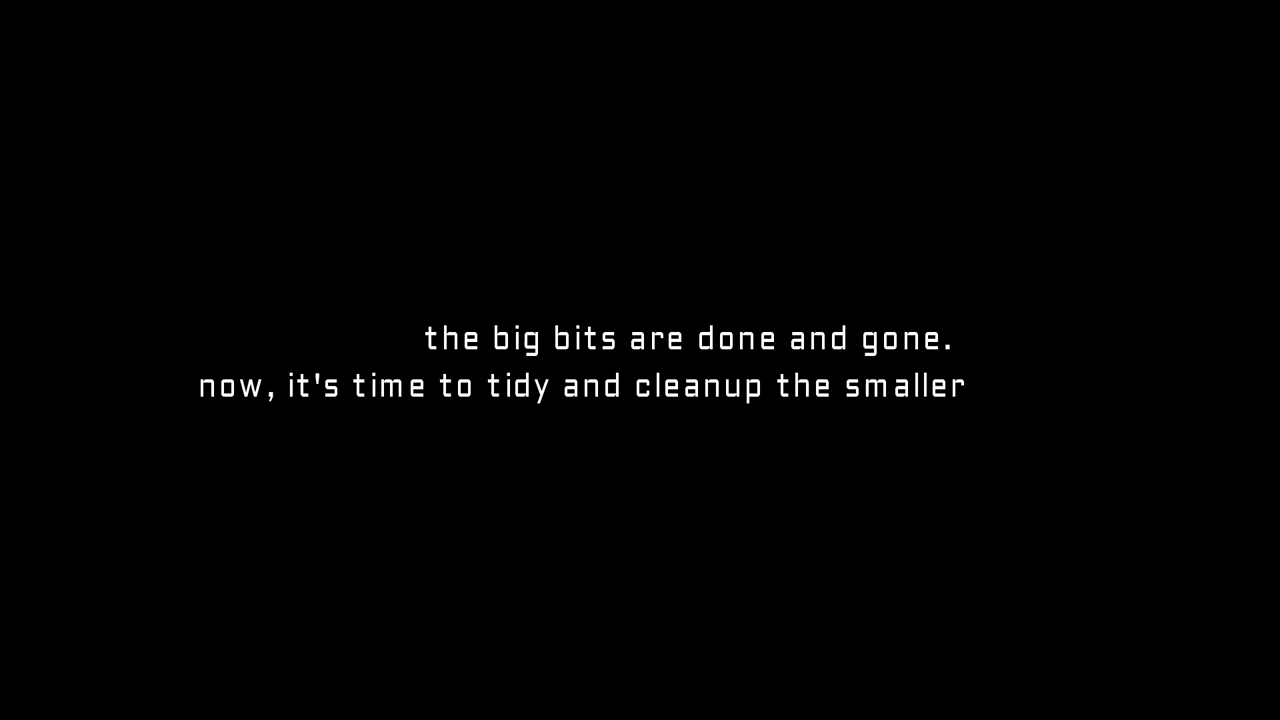 the big bits are done and gone.
now, it's time to tidy and cleanup the smaller